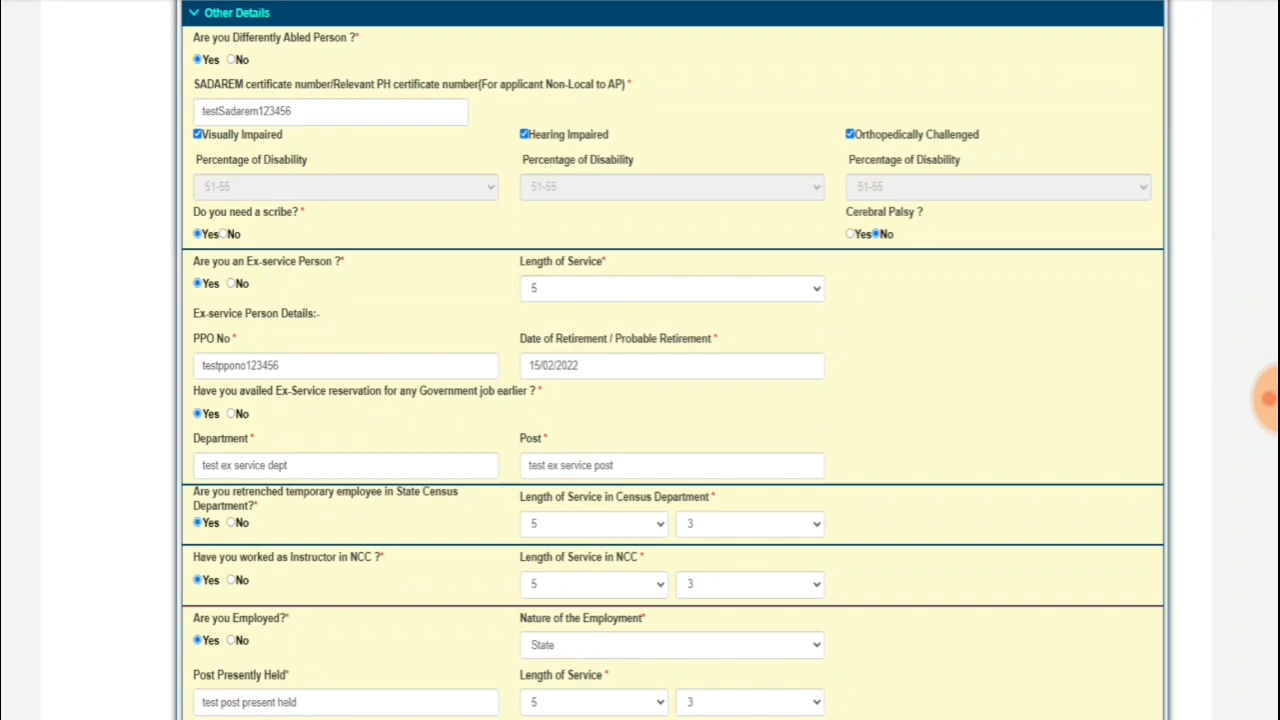 Other Details
Are you Differently Abled Person ?*
Yes No
SADAREM certificate number/Relevant PH certificate number(For applicant Non-Local to AP) *
testSadarem123456
Visually Impaired Hearing Impaired Orthopedically Challenged
Percentage of Disability Percentage of Disability Percentage of Disability
51-55 51-55 51-55
Do you need a scribe? * Cerebral Palsy ?
Yes No Yes No
Are you an Ex-service Person ?* Length of Service*
Yes No 5
Ex-service Person Details:-
PPO No * Date of Retirement / Probable Retirement *
testppono123456 15/02/2022
Have you availed Ex-Service reservation for any Government job earlier ? *
Yes No
Department * Post *
test ex service dept test ex service post
Are you retrenched temporary employee in State Census Length of Service in Census Department *
Department?*
Yes No 5 3
Have you worked as Instructor in NCC ?* Length of Service in NCC *
Yes No 5 3
Are you Employed?* Nature of the Employment*
Yes No State
Post Presently Held* Length of Service *
test post present held 5 3